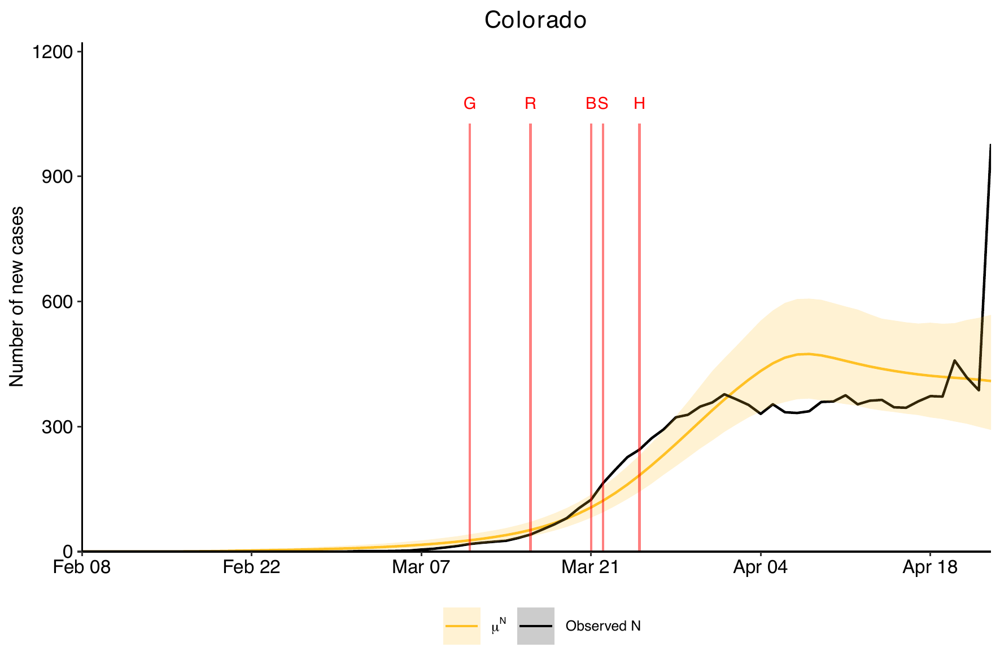 Colorado
Number of new cases
1200
900
600
300
0
G R B S H
Feb 08 Feb 22 Mar 07 Mar 21 Apr 04 Apr 18
μN Observed N